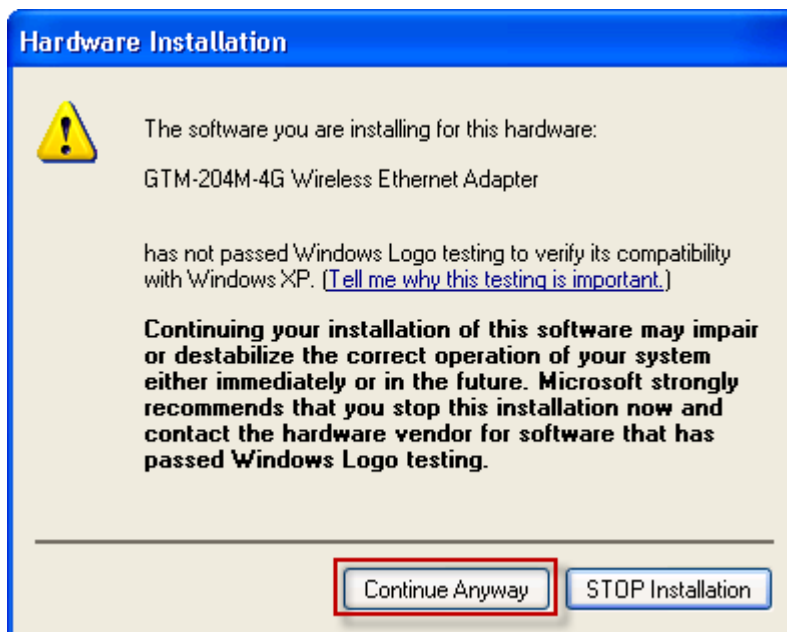 Hardware Installation
The software you are installing for this hardware:
GTM-204M-4G Wireless Ethernet Adapter
has not passed Windows Logo testing to verify its compatibility
with Windows XP. (Tell me why this testing is important.)
Continuing your installation of this software may impair
or destabilize the correct operation of your system
either immediately or in the future. Microsoft strongly
recommends that you stop this installation now and
contact the hardware vendor for software that has
passed Windows Logo testing.
Continue Anyway STOP Installation